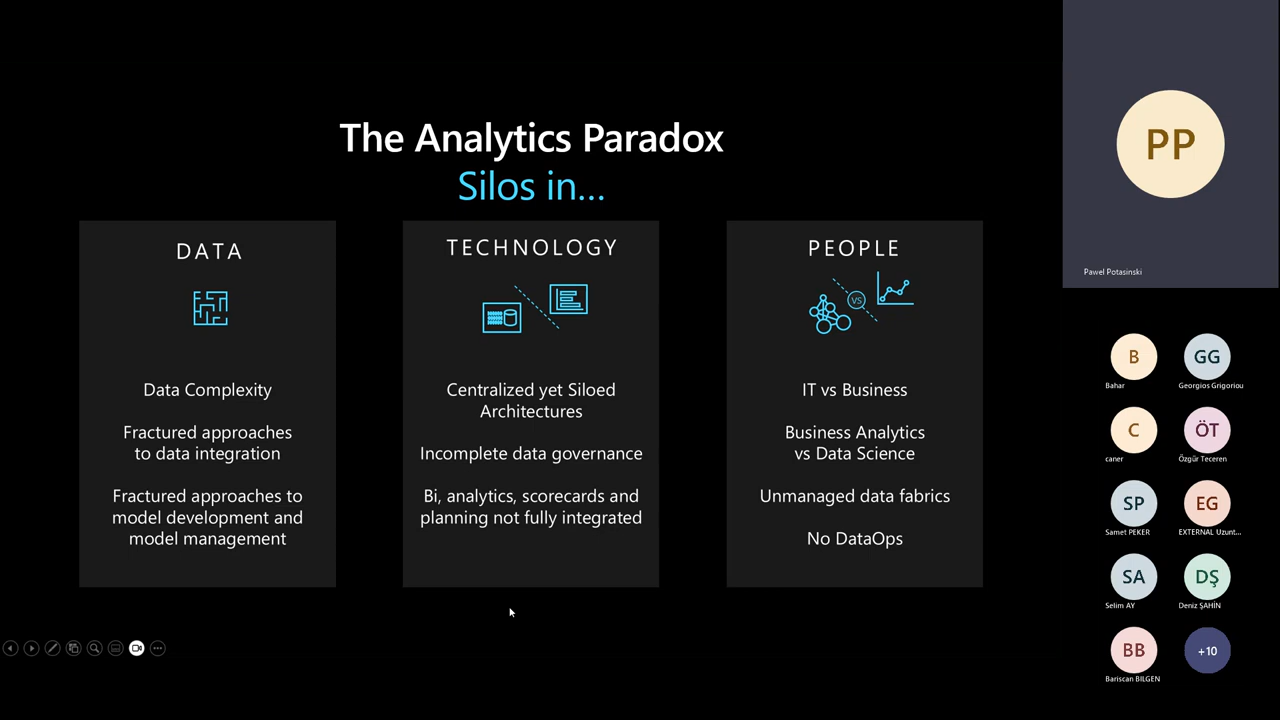 The Analytics Paradox
Silos in...
DATA
Data Complexity
Fractured approaches
to data integration
Fractured approaches to
model development and
model management
TECHNOLOGY
Centralized yet Siloed
Architectures
Incomplete data governance
Bi, analytics, scorecards and
planning not fully integrated
PEOPLE
VS
IT vs Business
Business Analytics
vs Data Science
Unmanaged data fabrics
No DataOps
PP
Pawel Potasinski
B
Bahar
GG
Georgios Grigoriou
C
caner
ÖT
Özgür Teceren
SP
Samet PEKER
EG
EXTERNAL Uzunt...
SA
Selim AY
DŞ
Deniz ŞAHİN
BB
Bariscan BILGEN
+10